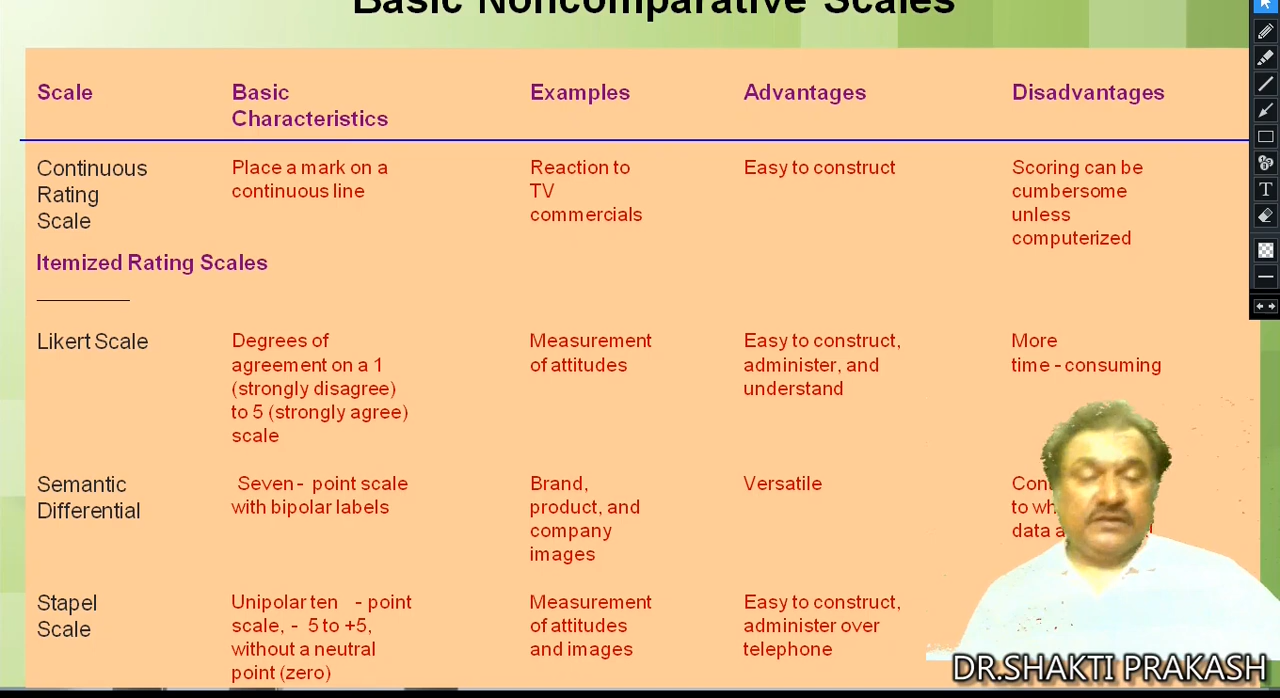 Basic Noncomparative Scales
Scale
Basic
Characteristics
Examples
Advantages
Disadvantages
Continuous
Rating
Scale
Place a mark on a
continuous line
Reaction to
TV
commercials
Easy to construct
Scoring can be
cumbersome
unless
computerized
Itemized Rating Scales
Likert Scale
Degrees of
agreement on a 1
(strongly disagree)
to 5 (strongly agree)
scale
Measurement
of attitudes
Easy to construct,
administer, and
understand
More
time - consuming
Semantic
Differential
Seven - point scale
with bipolar labels
Brand,
product, and
company
images
Versatile
to
data
Stapel
Scale
Unipolar ten - point
scale, - 5 to +5,
without a neutral
point (zero)
Measurement
of attitudes
and images
Easy to construct,
administer over
telephone
DR.SHAKTI PRAKASH